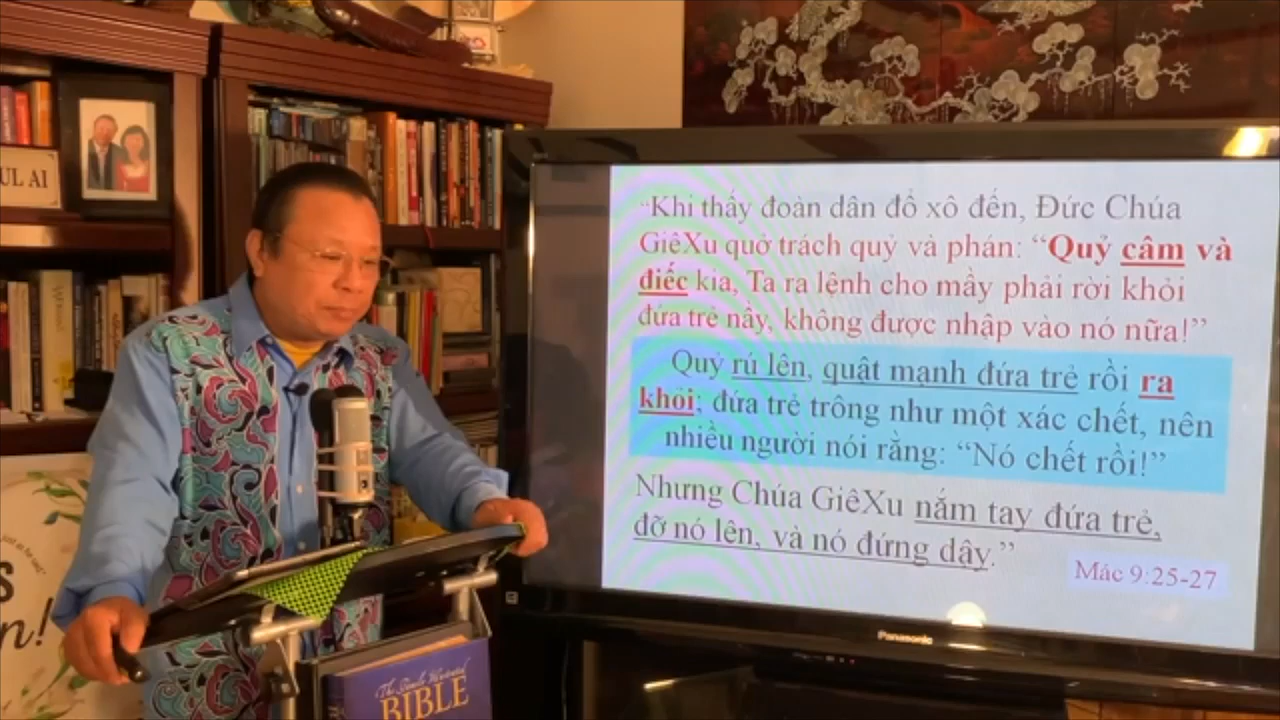 UL AI
“Khi thấy đoàn dân đổ xô đến, Đức Chúa
GiêXu quở trách quỷ và phán: “Quỷ câm và
điếc kia, Ta ra lệnh cho mầy phải rời khỏi
đứa trẻ nầy, không được nhập vào nó nữa!”
Quỷ rú lên, quật mạnh đứa trẻ rồi ra
khỏi; đứa trẻ trông như một xác chết, nên
nhiều người nói rằng: “Nó chết rồi!”
Nhưng Chúa GiêXu nắm tay đứa trẻ,
đỡ nó lên, và nó đứng dậy.”
Mác 9:25-27
Panasonic
The
BIBLE